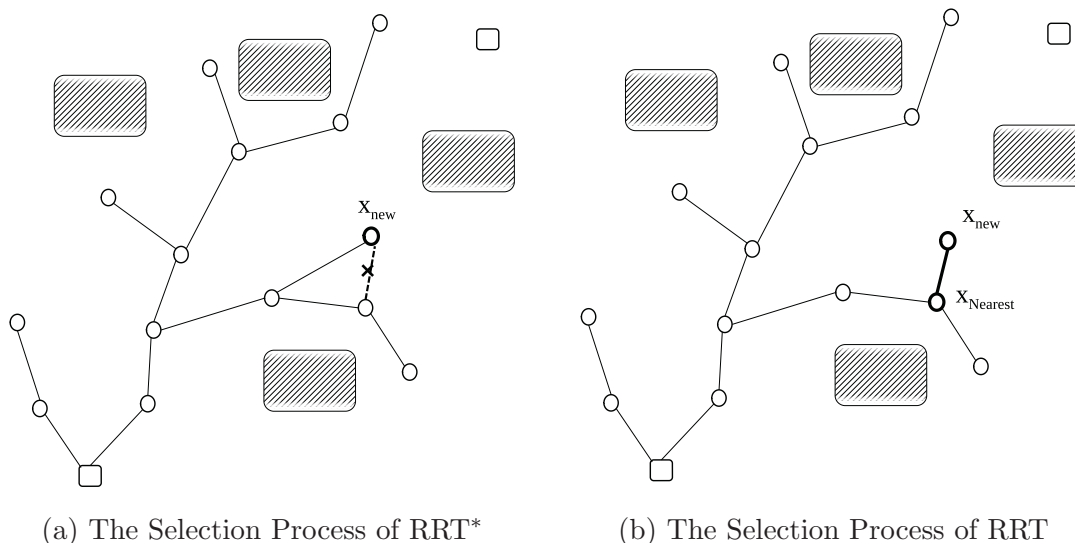 x_new
x_new
x_Nearest
(a) The Selection Process of RRT*
(b) The Selection Process of RRT